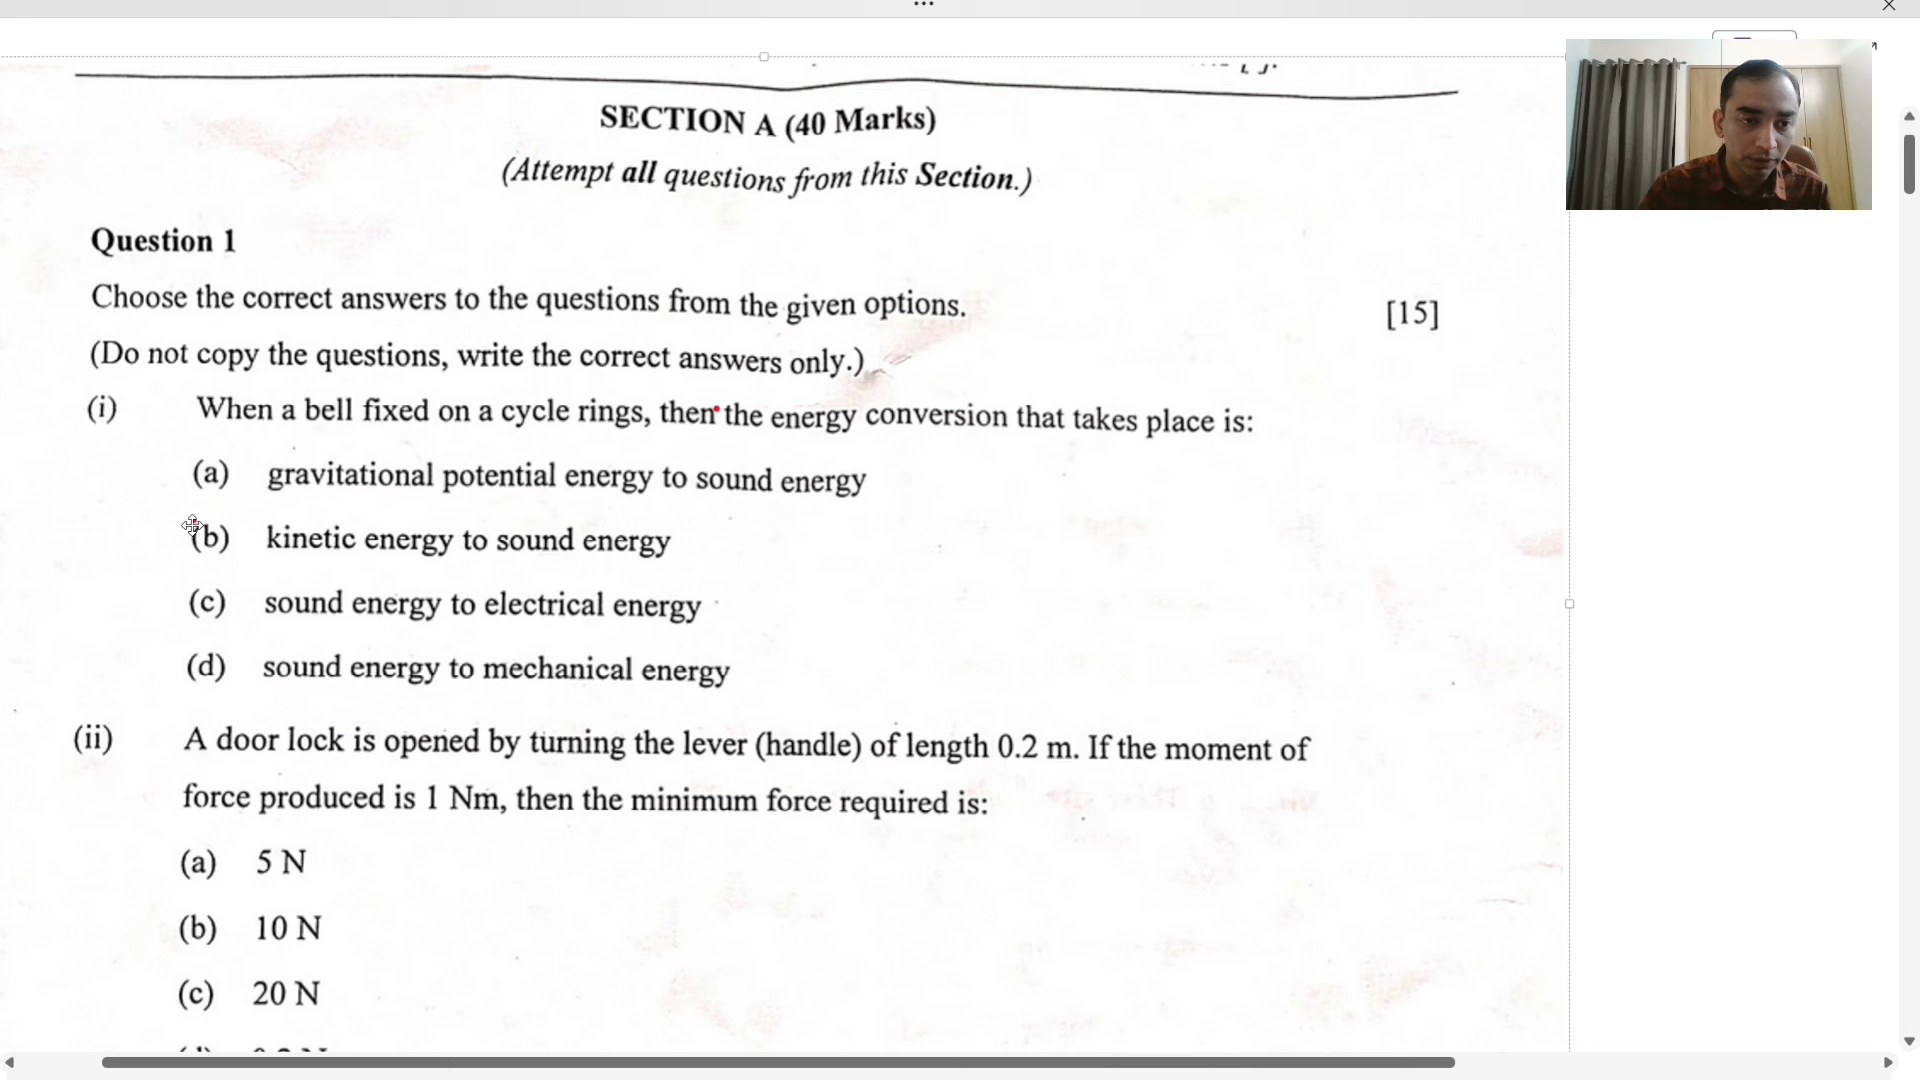 SECTION A (40 Marks)
(Attempt all questions from this Section.)
Question 1
Choose the correct answers to the questions from the given options. [15]
(Do not copy the questions, write the correct answers only.)
(i) When a bell fixed on a cycle rings, then the energy conversion that takes place is:
(a) gravitational potential energy to sound energy
(b) kinetic energy to sound energy
(c) sound energy to electrical energy
(d) sound energy to mechanical energy
(ii) A door lock is opened by turning the lever (handle) of length 0.2 m. If the moment of
force produced is 1 Nm, then the minimum force required is:
(a) 5 N
(b) 10 N
(c) 20 N